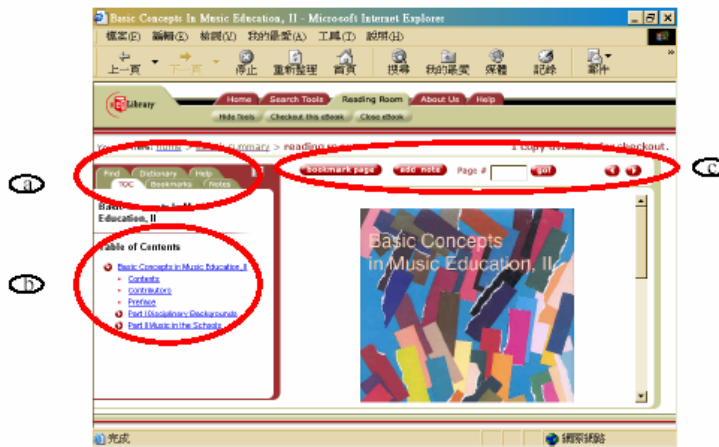 Basic Concepts In Music Education, II - Microsoft Internet Explorer
檔案(F) 編輯(E) 檢視(V) 我的最愛(A) 工具(T) 說明(H)
上一頁 下一頁 停止 重新整理 首頁 搜尋 我的最愛 媒體 記錄 郵件
Library
Home Search Tools Reading Room About Us Help
Hide Tools Checkout this eBook Close eBook
home > summary > reading
1 copy available for checkout.
Find Dictionary Help
TOC Bookmarks Notes
bookmark page add note Page # go!
a
c
Education, II
Table of Contents
Basic Concepts in Music Education, II
Contents
Contributors
Preface
Part I Disciplinary Backgrounds
Part II Music in the Schools
b
Basic Concepts
in Music Education, II
完成
網際網路